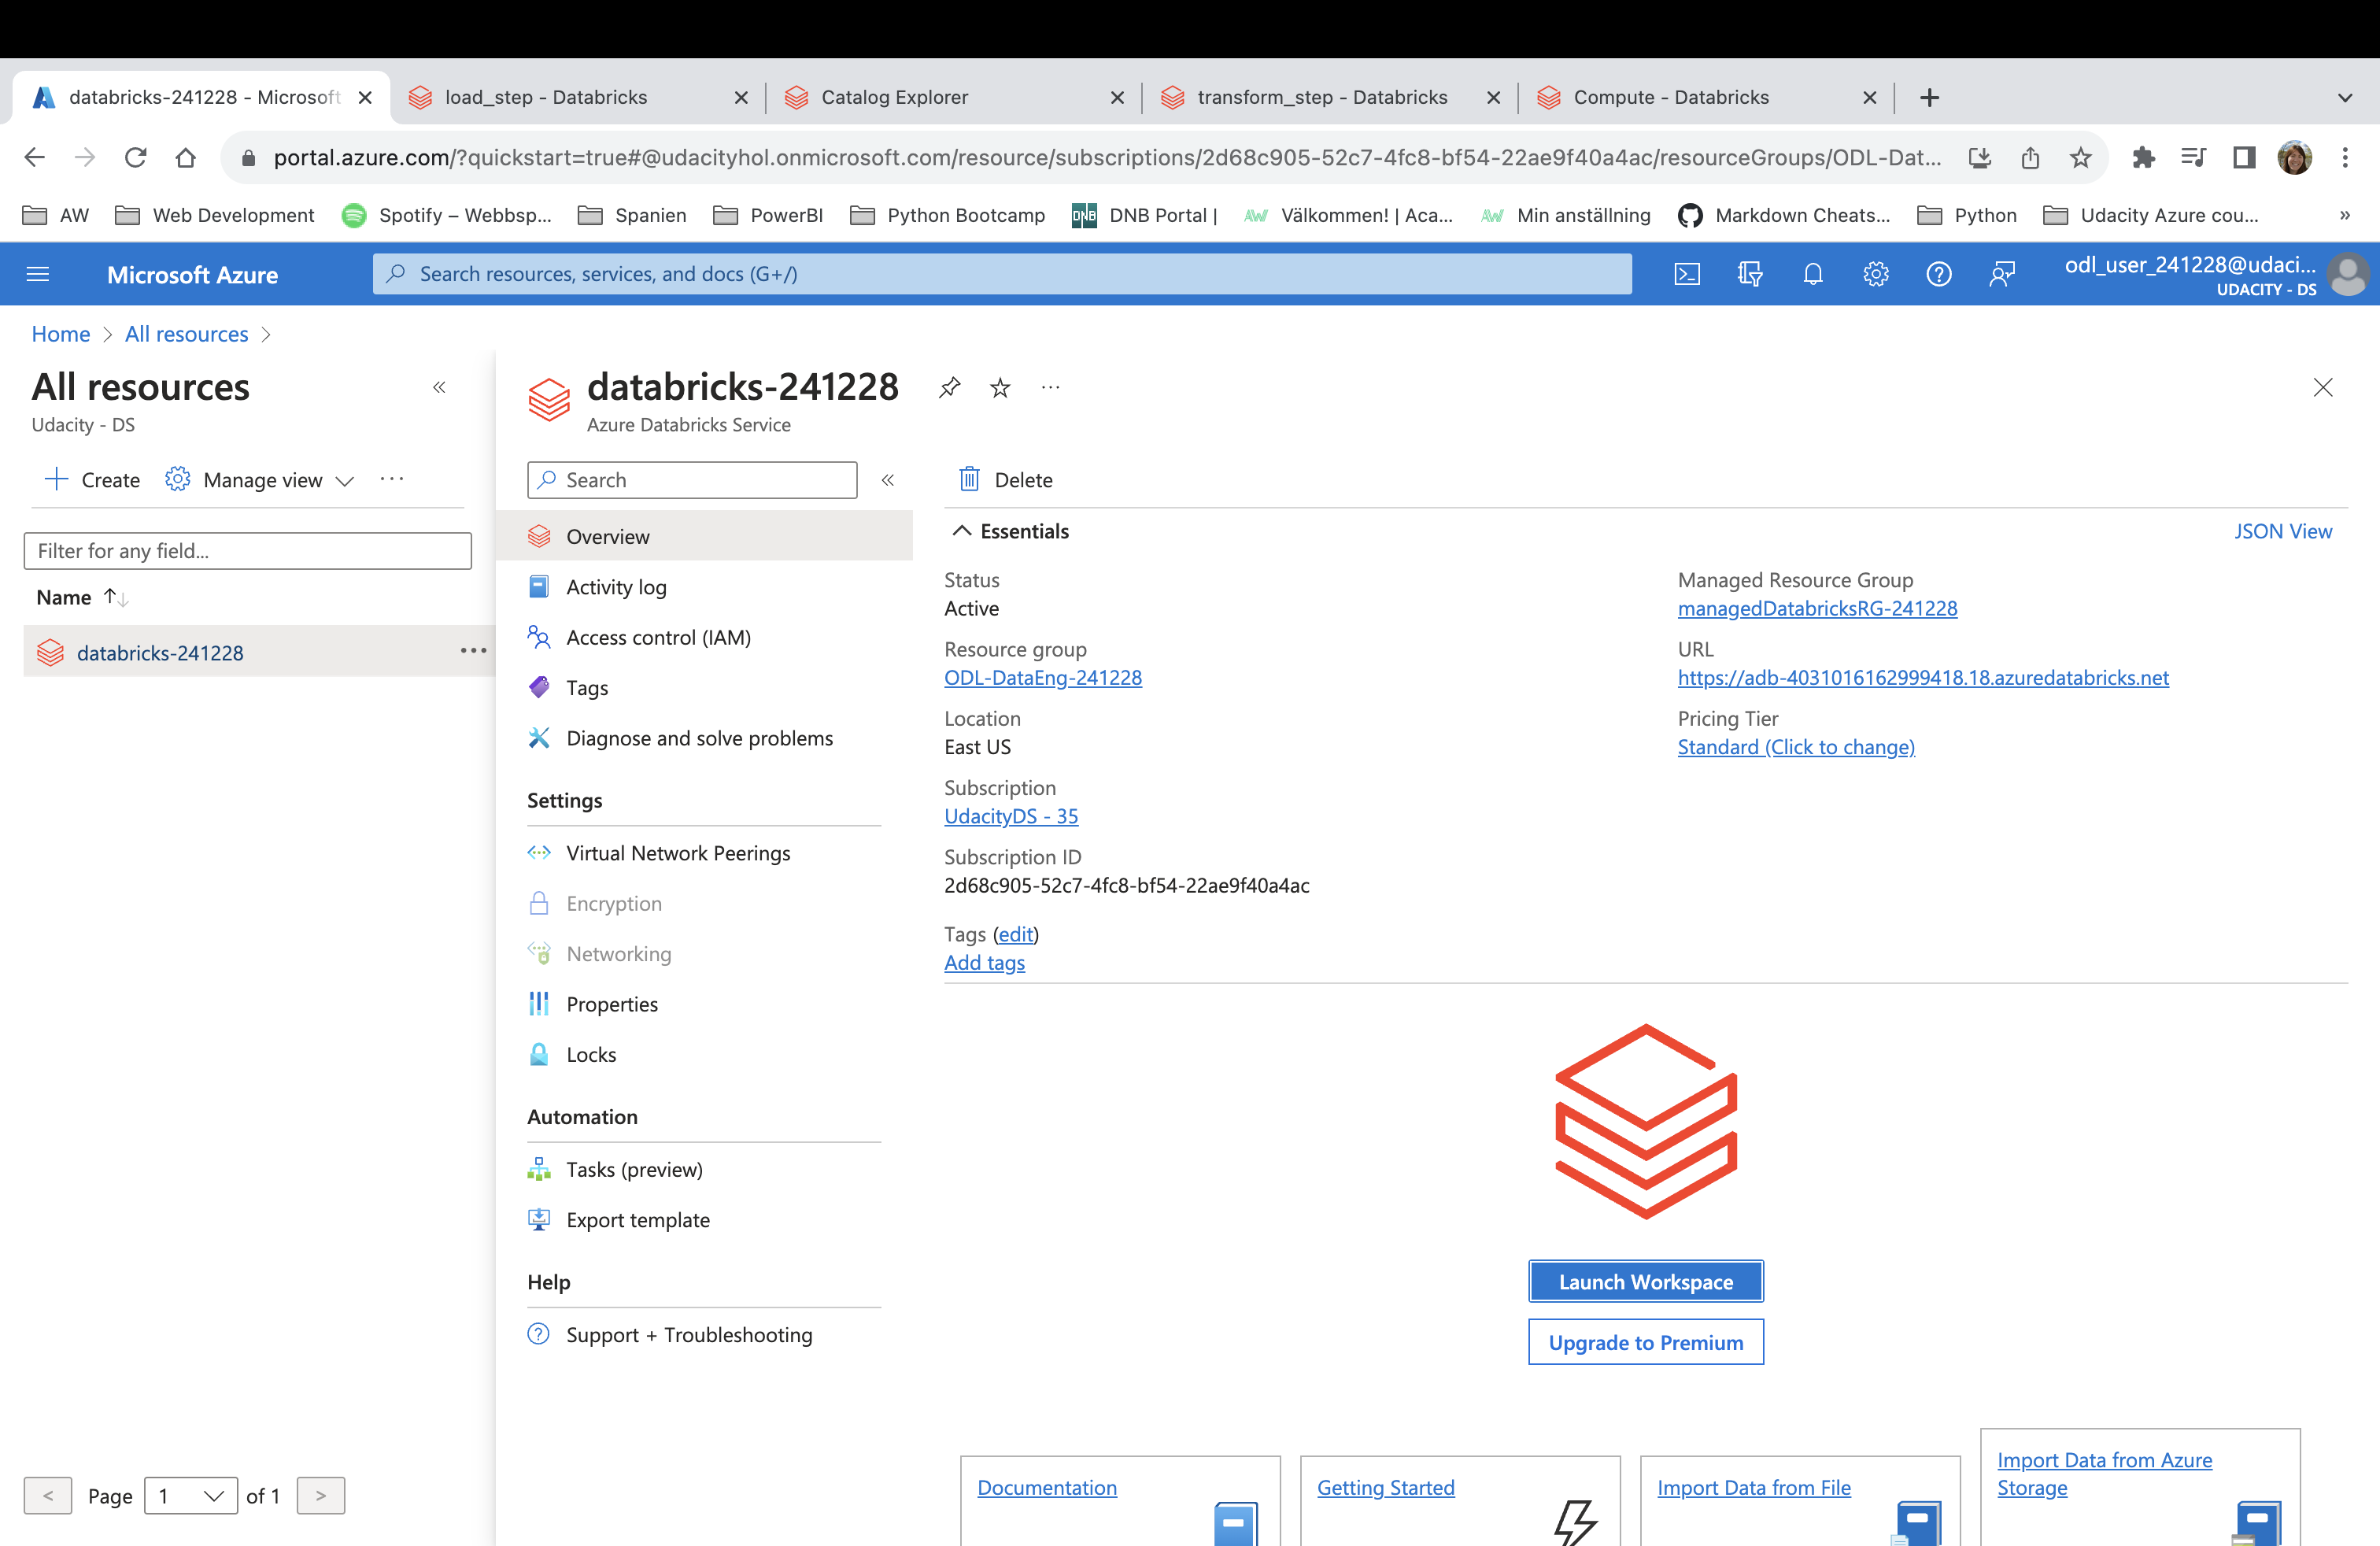 databricks-241228 - Microsoft
load_step - Databricks
Catalog Explorer
transform_step - Databricks
Compute - Databricks
portal.azure.com/?quickstart=true#@udacityhol.onmicrosoft.com/resource/subscriptions/2d68c905-52c7-4fc8-bf54-22ae9f40a4ac/resourceGroups/ODL-Dat...
AW
Web Development
Spotify – Webbsp...
Spanien
PowerBI
Python Bootcamp
DNB
DNB Portal |
AW
Välkommen! | Aca...
AW
Min anställning
Markdown Cheats...
Python
Udacity Azure cou...
»
Microsoft Azure
Search resources, services, and docs (G+/)
odl_user_241228@udaci...
UDACITY - DS
Home > All resources >
All resources
Udacity - DS
«
Create
Manage view
...
Filter for any field...
Name
databricks-241228
...
< Page 1 of 1 >
databricks-241228
...
Azure Databricks Service
Search
«
Overview
Activity log
Access control (IAM)
Tags
Diagnose and solve problems
Settings
Virtual Network Peerings
Encryption
Networking
Properties
Locks
Automation
Tasks (preview)
Export template
Help
Support + Troubleshooting
Delete
Essentials
JSON View
Status
Active
Resource group
ODL-DataEng-241228
Location
East US
Subscription
UdacityDS - 35
Subscription ID
2d68c905-52c7-4fc8-bf54-22ae9f40a4ac
Tags (edit)
Add tags
Managed Resource Group
managedDatabricksRG-241228
URL
https://adb-4031016162999418.18.azuredatabricks.net
Pricing Tier
Standard (Click to change)
Launch Workspace
Upgrade to Premium
Documentation
Getting Started
Import Data from File
Import Data from Azure
Storage